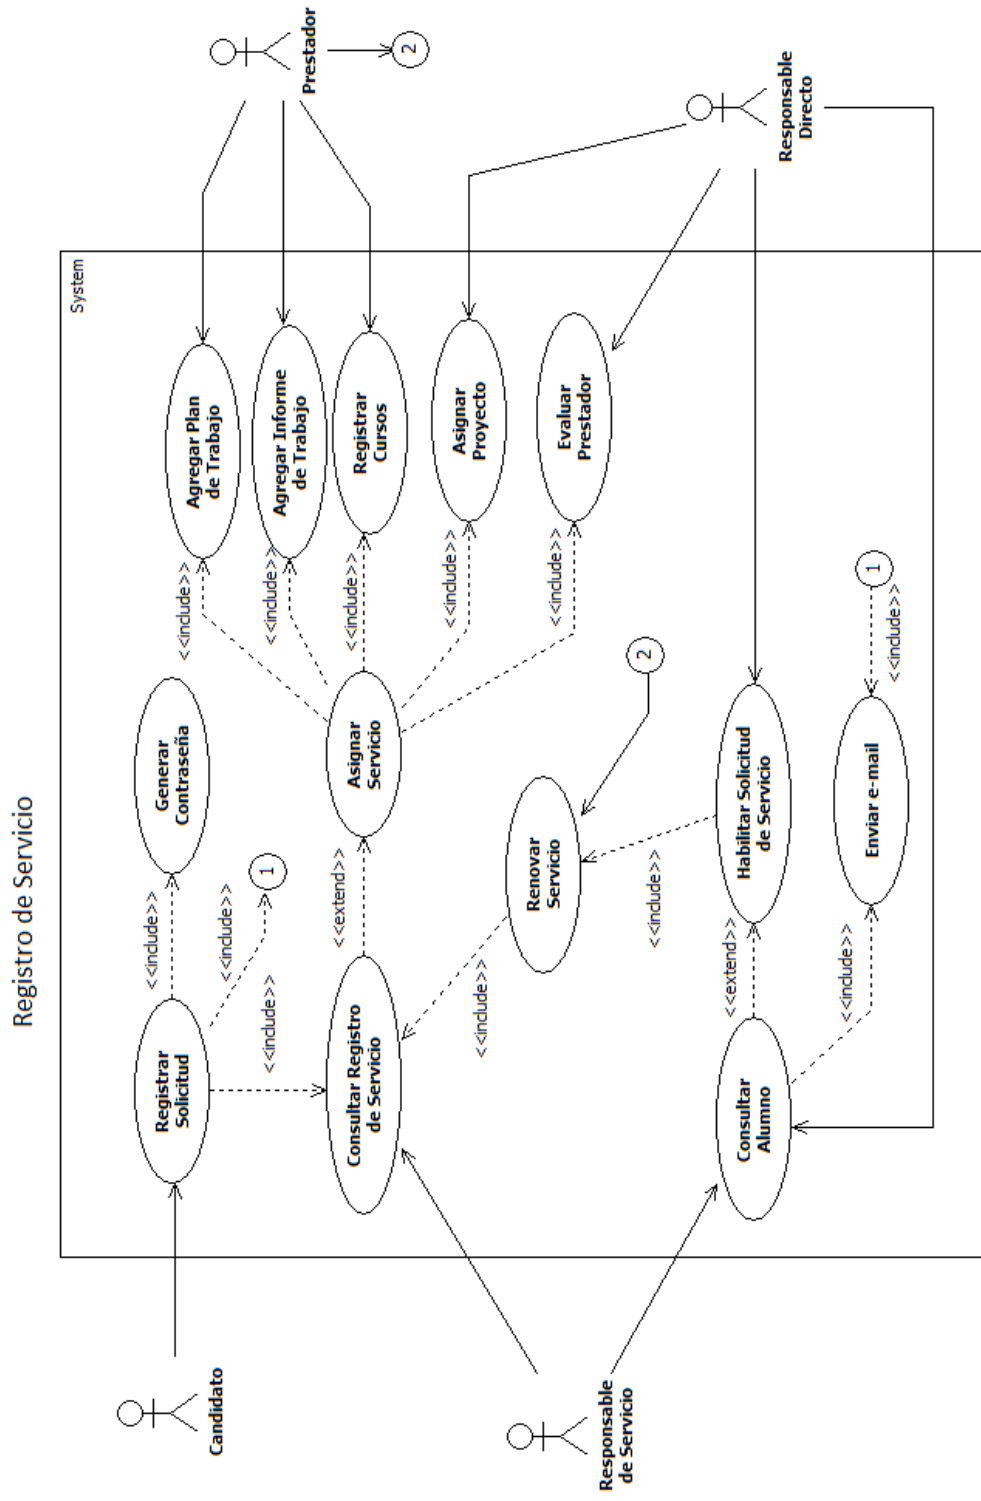 Registro de Servicio
System
Candidato
Registrar
Solicitud
<<include>>
Generar
Contraseña
<<include>>
1
<<include>>
Consultar Registro
de Servicio
<<extend>>
Asignar
Servicio
<<include>>
Agregar Plan
de Trabajo
<<include>>
Agregar Informe
de Trabajo
<<include>>
Registrar
Cursos
<<include>>
Asignar
Proyecto
<<include>>
Evaluar
Prestador
Prestador
2
Responsable
de Servicio
<<include>>
Renovar
Servicio
2
<<include>>
Consultar
Alumno
<<extend>>
Habilitar Solicitud
de Servicio
<<include>>
Enviar e-mail
<<include>>
1
Responsable
Directo